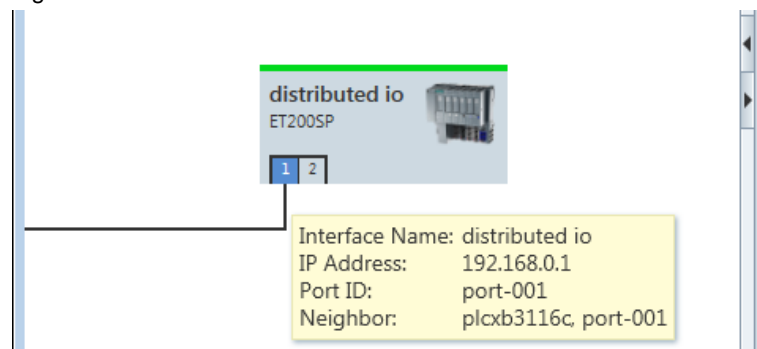 distributed io
ET200SP
1 2
Interface Name: distributed io
IP Address: 192.168.0.1
Port ID: port-001
Neighbor: plcxb3116c, port-001